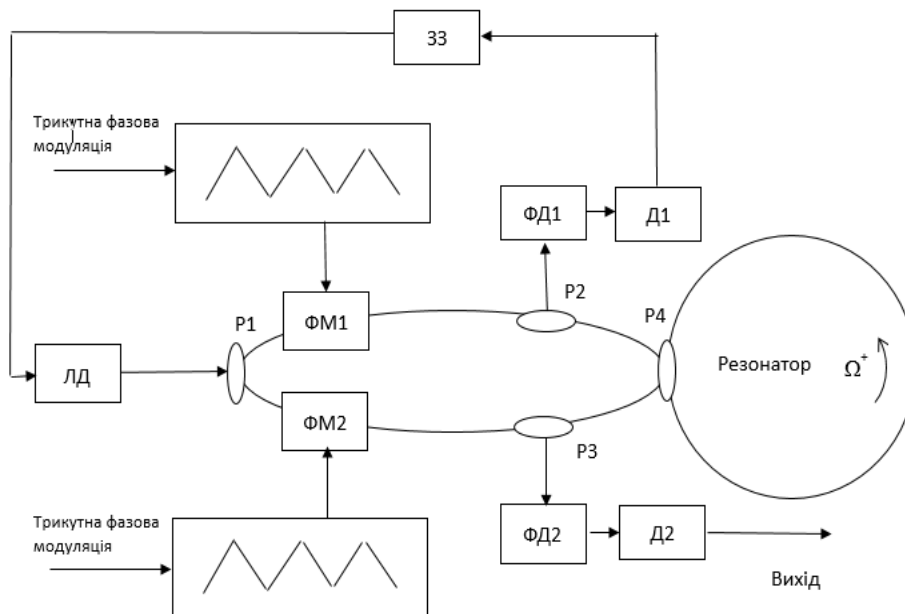 ЗЗ
Трикутна фазова
модуляція
ФД1
Д1
P1
ФМ1
P2
P4
ЛД
Резонатор
Ω⁺
ФМ2
P3
Трикутна фазова
модуляція
ФД2
Д2
Вихід